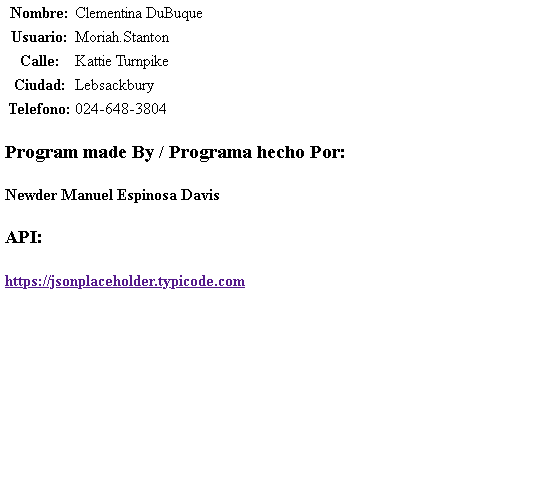 Nombre: Clementina DuBuque
Usuario: Moriah.Stanton
Calle: Kattie Turnpike
Ciudad: Lebsackbury
Telefono: 024-648-3804
Program made By / Programa hecho Por:
Newder Manuel Espinosa Davis
API:
https://jsonplaceholder.typicode.com